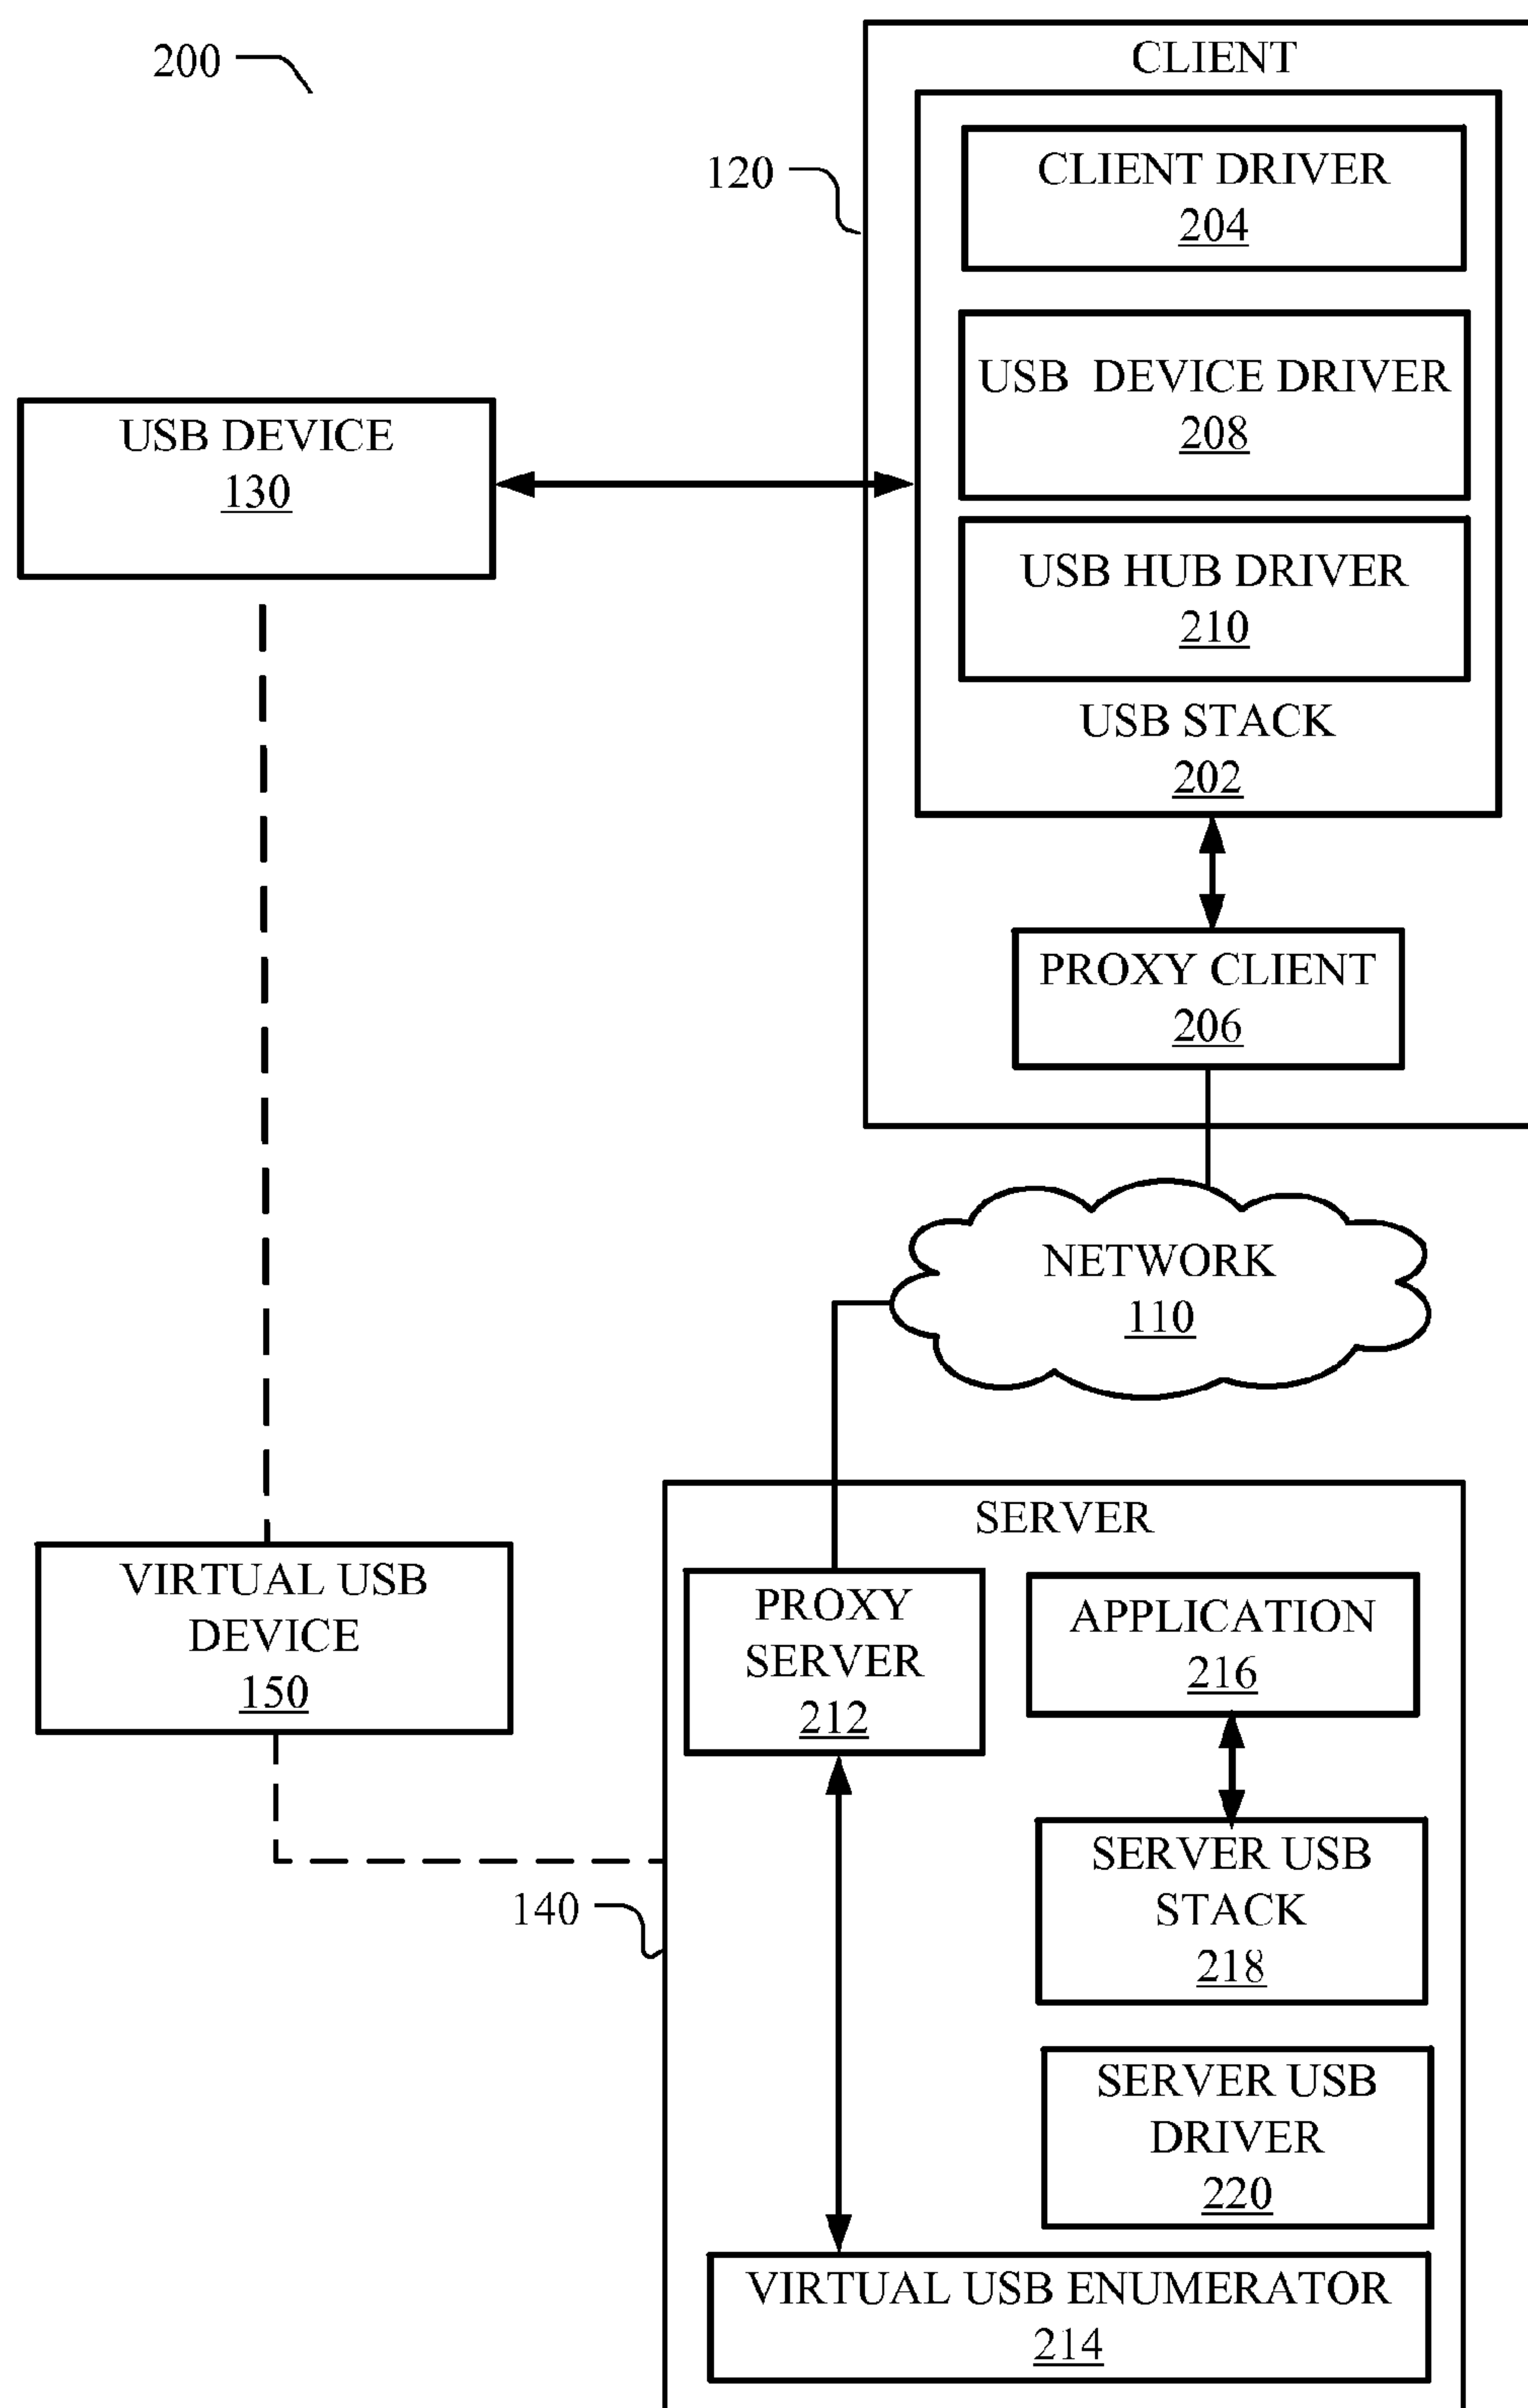 200
CLIENT
120
CLIENT DRIVER
204
USB DEVICE DRIVER
208
USB DEVICE
130
USB HUB DRIVER
210
USB STACK
202
PROXY CLIENT
206
NETWORK
110
SERVER
VIRTUAL USB
DEVICE
150
PROXY
SERVER
212
APPLICATION
216
140
SERVER USB
STACK
218
SERVER USB
DRIVER
220
VIRTUAL USB ENUMERATOR
214